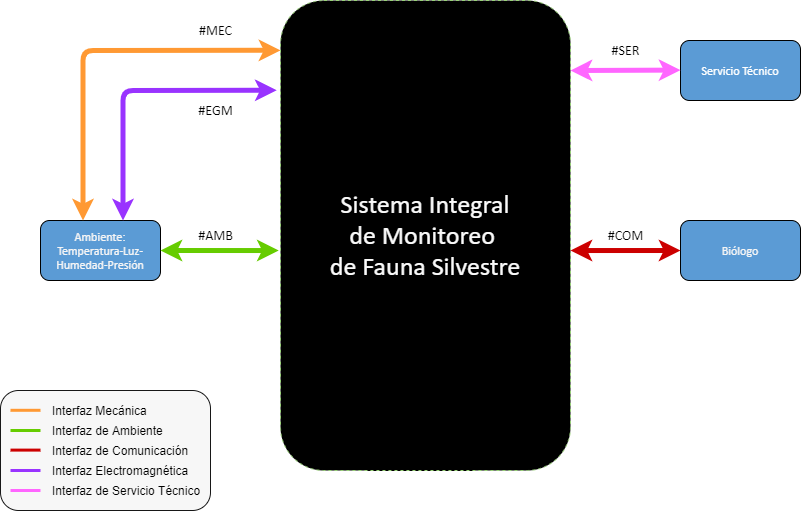 #MEC
#EGM
#SER
Servicio Técnico
Sistema Integral
de Monitoreo
de Fauna Silvestre
Ambiente:
Temperatura-Luz-
Humedad-Presión
#AMB
#COM
Biólogo
Interfaz Mecánica
Interfaz de Ambiente
Interfaz de Comunicación
Interfaz Electromagnética
Interfaz de Servicio Técnico